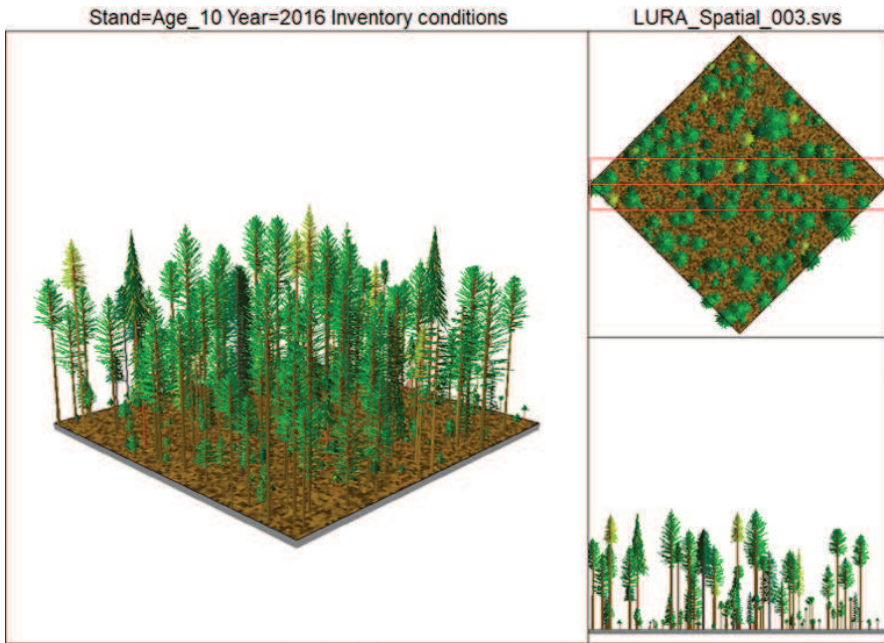 Stand=Age_10 Year=2016 Inventory conditions
LURA_Spatial_003.svs